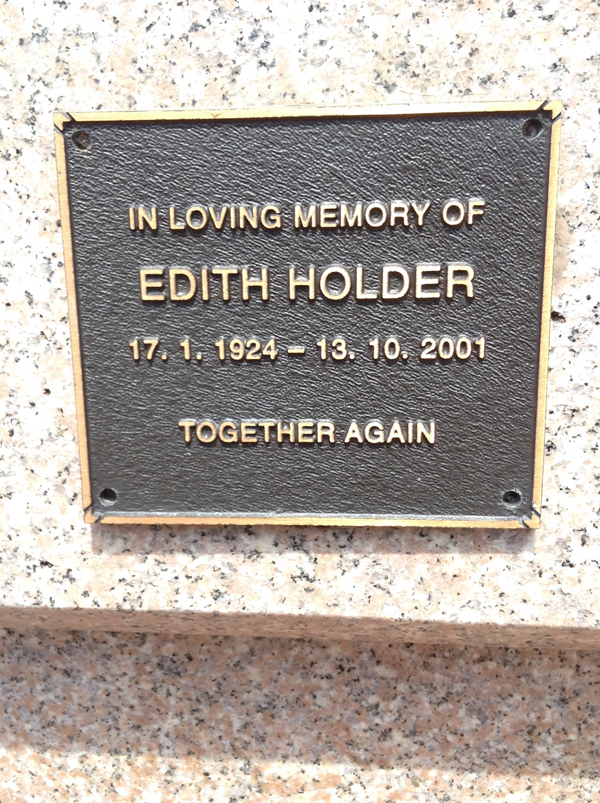 IN LOVING MEMORY OF
EDITH HOLDER
17. 1. 1924 – 13. 10. 2001
TOGETHER AGAIN